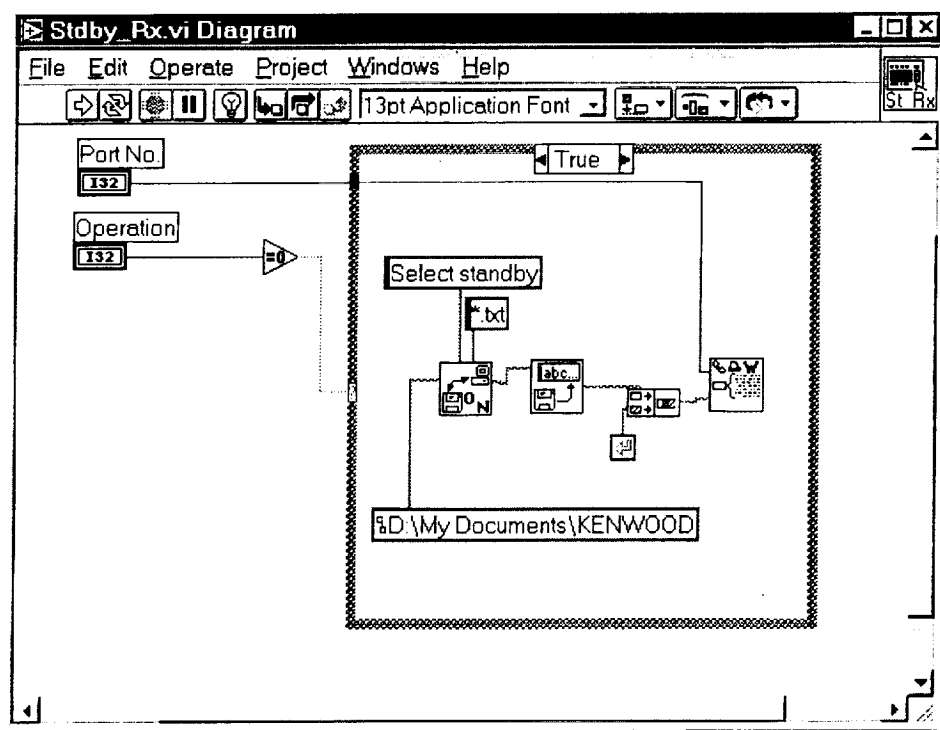 Stdby_Rx.vi Diagram
File Edit Operate Project Windows Help
13pt Application Font
St Rx
Port No.
I32
True
Operation
I32
=0
Select standby
*.txt
abc...
O
N
W
D:\My Documents\KENWOOD